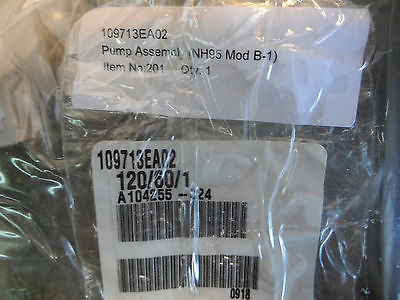 109713EA02
Pump Assembly (NH95 Mod B-1)
Item No:201 Qty: 1
109713EA02
120/60/1
A104255-324
0918